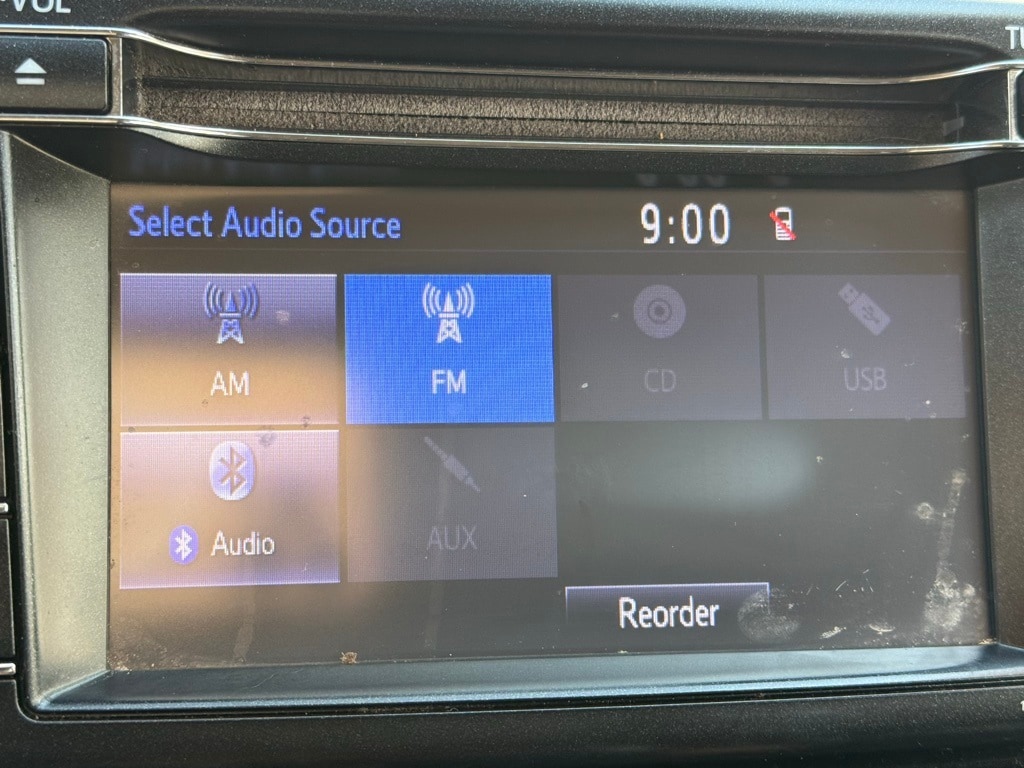 VOL
Select Audio Source 9:00
AM FM CD USB
Audio AUX
Reorder